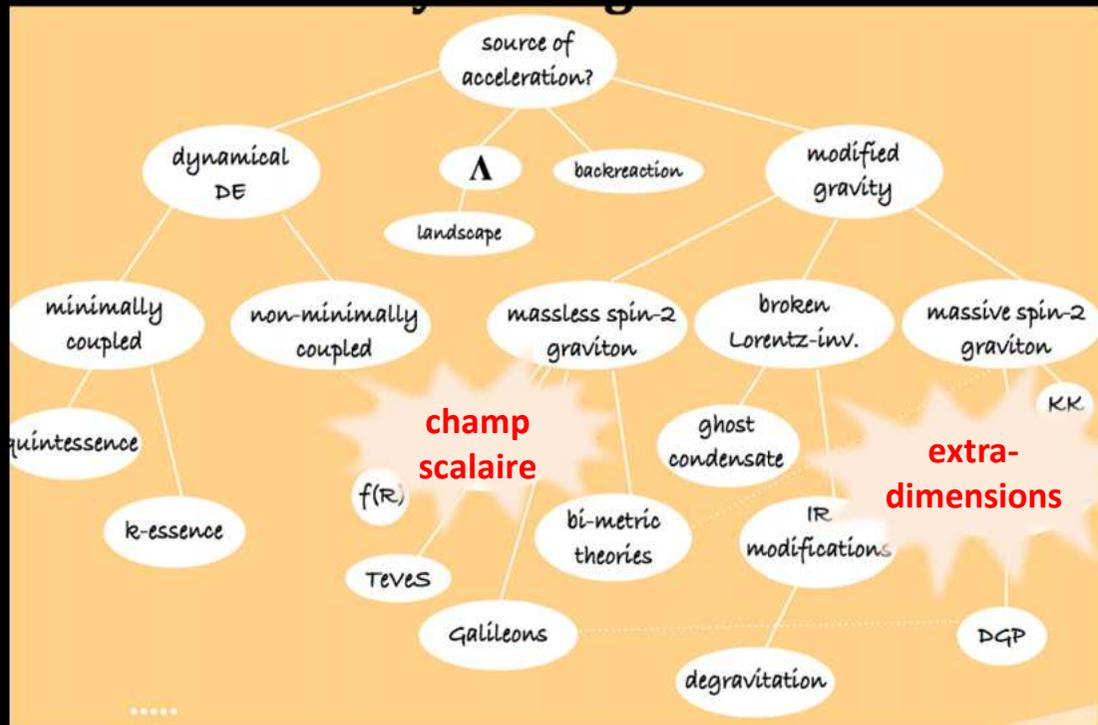 source of
acceleration?
dynamical
DE
Λ
backreaction
modified
gravity
landscape
minimally
coupled
non-minimally
coupled
massless spin-2
graviton
broken
Lorentz-inv.
massive spin-2
graviton
KK
quintessence
champ
scalaire
ghost
condensate
extra-
dimensions
f(R)
k-essence
bi-metric
theories
IR
modifications
TeVeS
Galileons
DGP
degravitation
.....